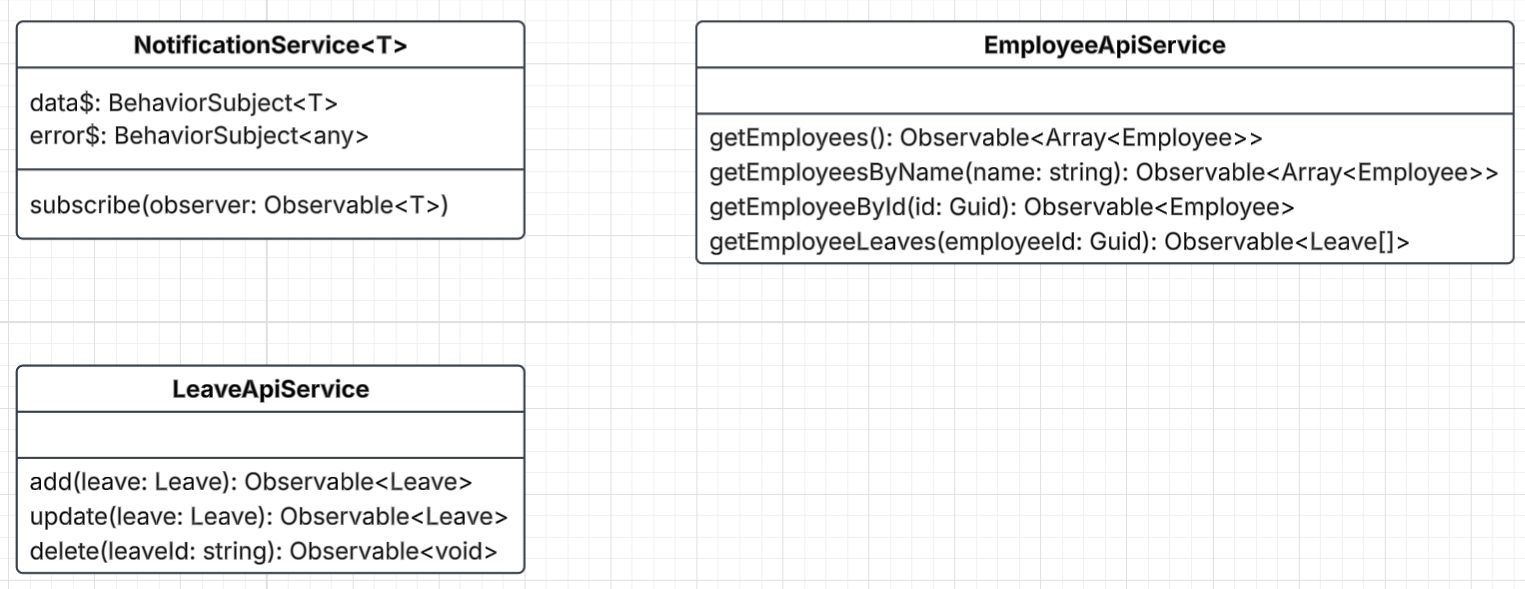 NotificationService<T>
data$: BehaviorSubject<T>
error$: BehaviorSubject<any>
subscribe(observer: Observable<T>)
EmployeeApiService
getEmployees(): Observable<Array<Employee>>
getEmployeesByName(name: string): Observable<Array<Employee>>
getEmployeeById(id: Guid): Observable<Employee>
getEmployeeLeaves(employeeId: Guid): Observable<Leave[]>
LeaveApiService
add(leave: Leave): Observable<Leave>
update(leave: Leave): Observable<Leave>
delete(leaveId: string): Observable<void>